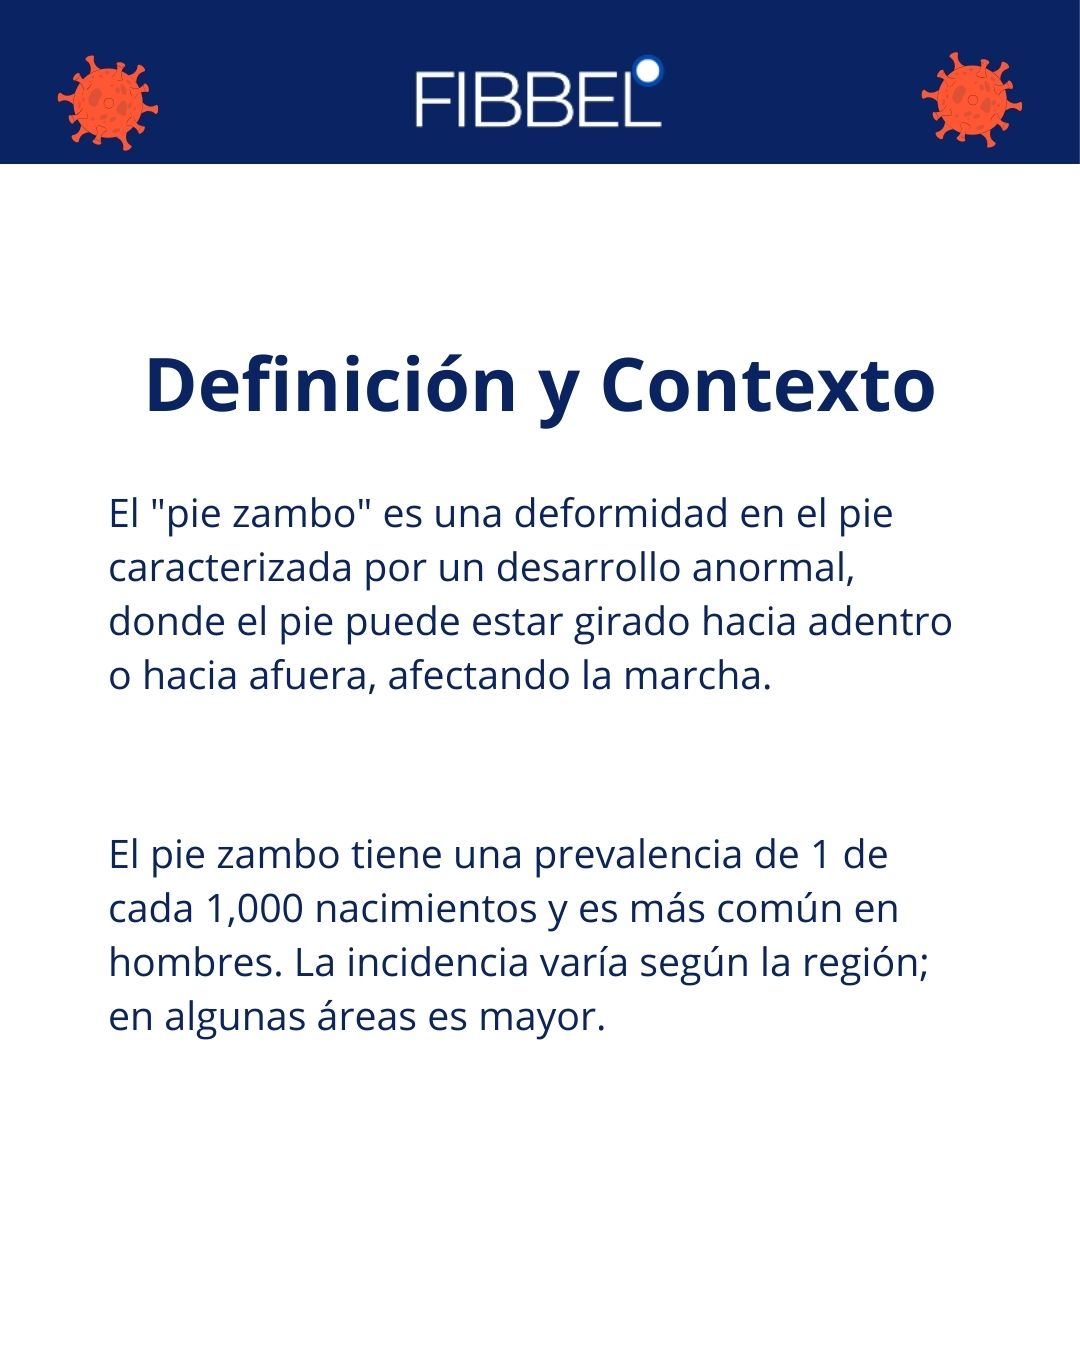 FIBBEL
Definición y Contexto
El "pie zambo" es una deformidad en el pie
caracterizada por un desarrollo anormal,
donde el pie puede estar girado hacia adentro
o hacia afuera, afectando la marcha.
El pie zambo tiene una prevalencia de 1 de
cada 1,000 nacimientos y es más común en
hombres. La incidencia varía según la región;
en algunas áreas es mayor.